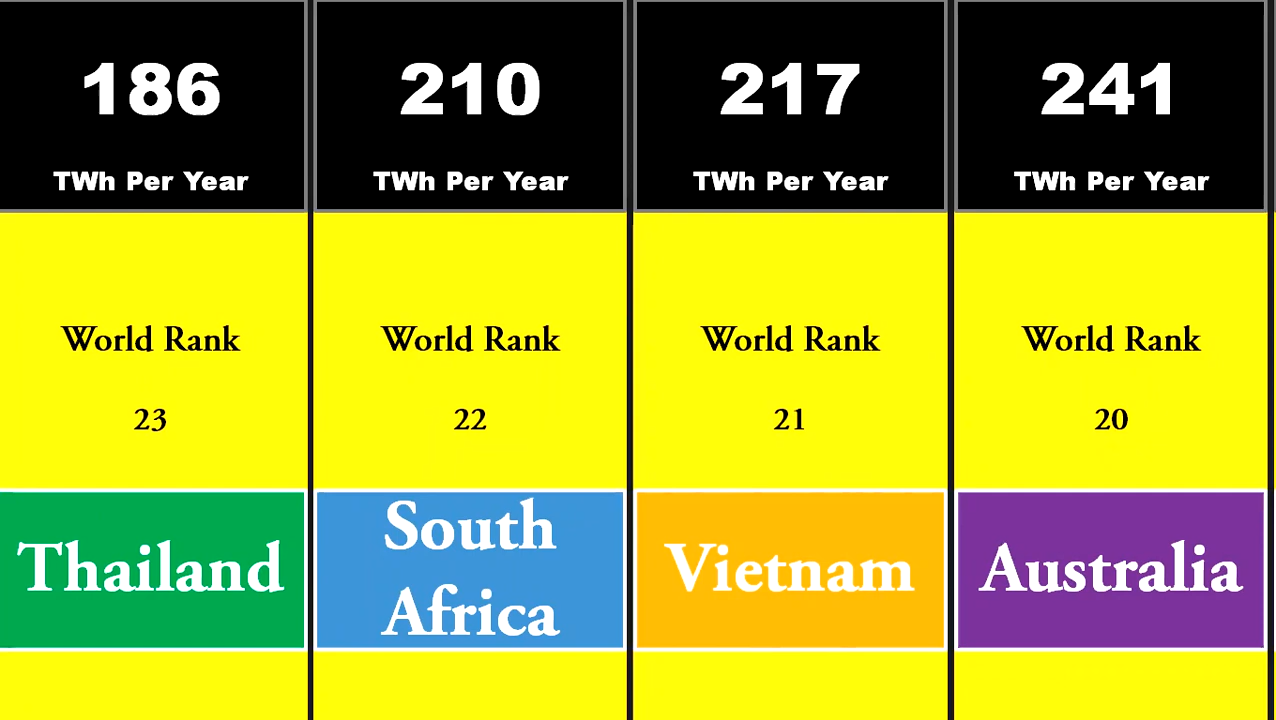 186
TWh Per Year
World Rank
23
Thailand
210
TWh Per Year
World Rank
22
South
Africa
217
TWh Per Year
World Rank
21
Vietnam
241
TWh Per Year
World Rank
20
Australia